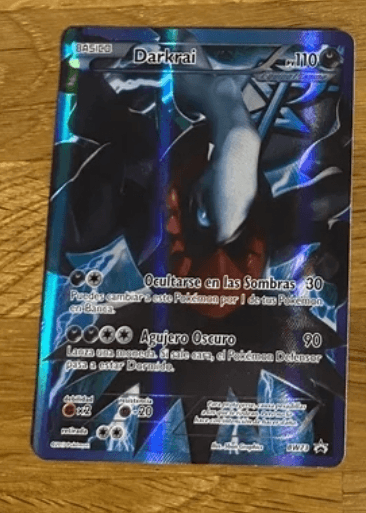 BÁSICO Darkrai PV110
Ocultarse en las Sombras 30
Puedes cambiar a este Pokémon por 1 de tus Pokémon
en Banca.
Agujero Oscuro 90
Lanza una moneda. Si sale cara, el Pokémon Defensor
pasa a estar Dormido.
debilidad resistencia
×2 -20
retirada
BW73